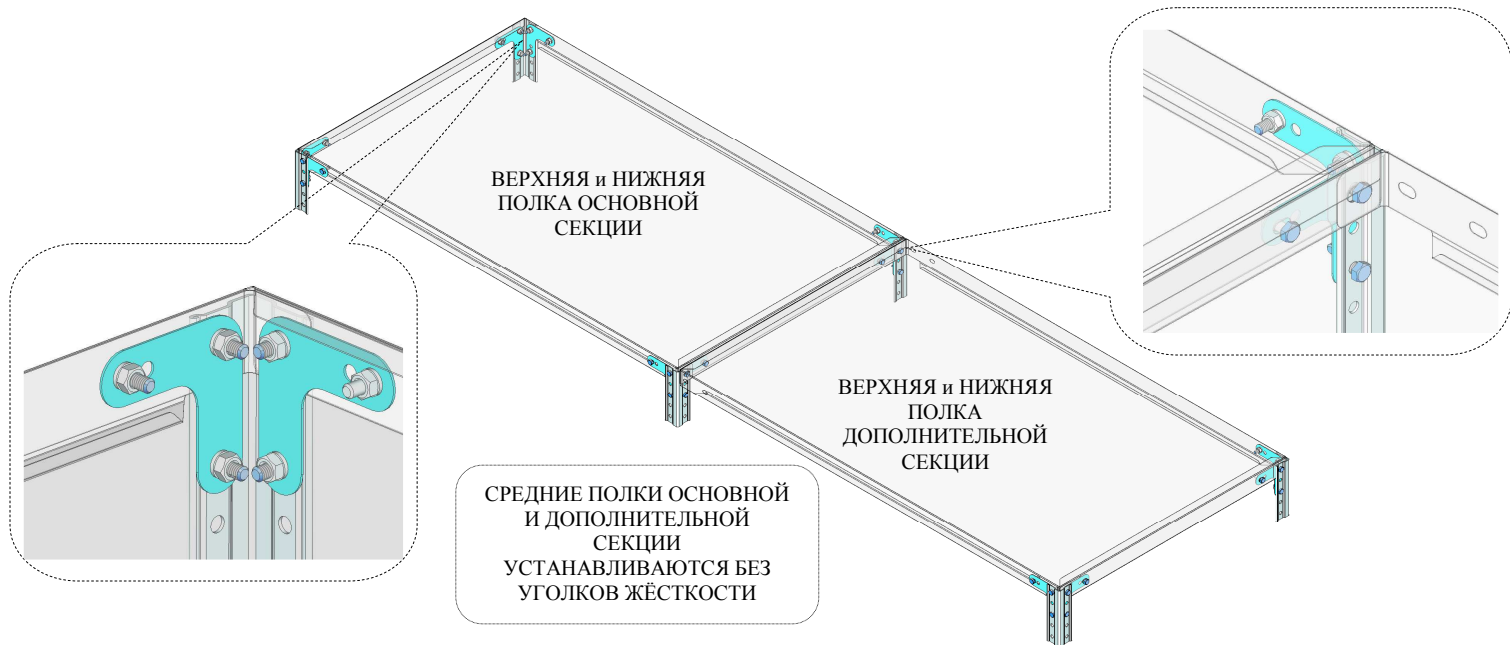 ВЕРХНЯЯ и НИЖНЯЯ
ПОЛКА ОСНОВНОЙ
СЕКЦИИ
ВЕРХНЯЯ и НИЖНЯЯ
ПОЛКА
ДОПОЛНИТЕЛЬНОЙ
СЕКЦИИ
СРЕДНИЕ ПОЛКИ ОСНОВНОЙ
И ДОПОЛНИТЕЛЬНОЙ
СЕКЦИИ
УСТАНАВЛИВАЮТСЯ БЕЗ
УГОЛКОВ ЖЁСТКОСТИ